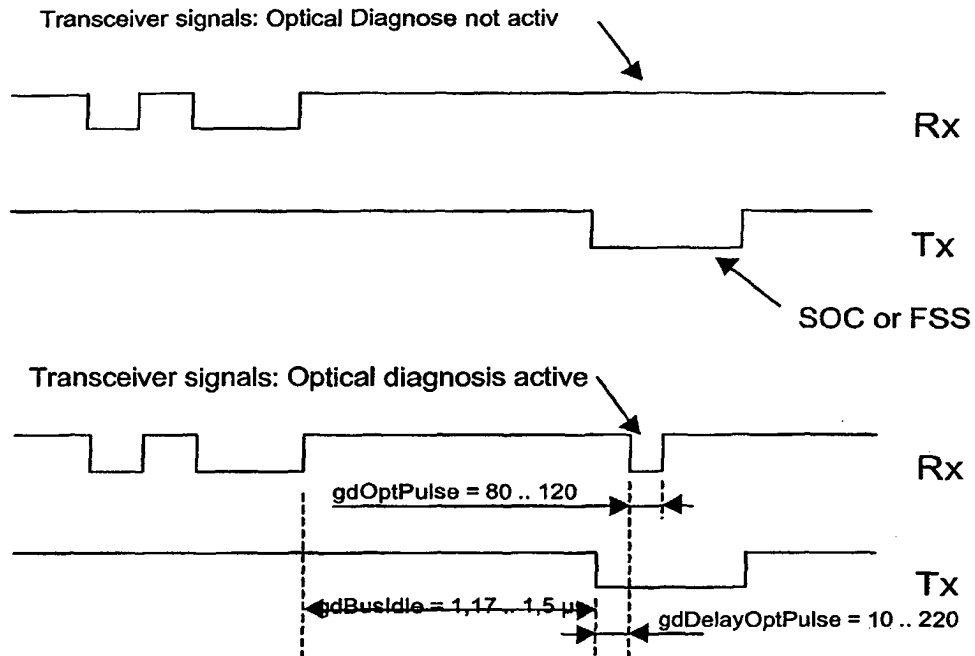 Transceiver signals: Optical Diagnose not activ
Rx
Tx
SOC or FSS
Transceiver signals: Optical diagnosis active
Rx
gdOptPulse = 80 .. 120
Tx
gdBusIdle = 1,17 .. 1,5 µs
gdDelayOptPulse = 10 .. 220